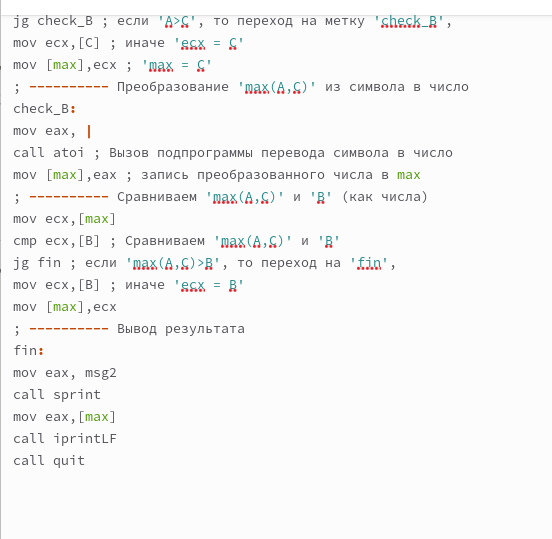 jg check_B ; если 'A>C', то переход на метку 'check_B',
mov ecx,[C] ; иначе 'ecx = C'
mov [max],ecx ; 'max = C'
; ---------- Преобразование 'max(A,C)' из символа в число
check_B:
mov eax, 
call atoi ; Вызов подпрограммы перевода символа в число
mov [max],eax ; запись преобразованного числа в max
; ---------- Сравниваем 'max(A,C)' и 'B' (как числа)
mov ecx,[max]
cmp ecx,[B] ; Сравниваем 'max(A,C)' и 'B'
jg fin ; если 'max(A,C)>B', то переход на 'fin',
mov ecx,[B] ; иначе 'ecx = B'
mov [max],ecx
; ---------- Вывод результата
fin:
mov eax, msg2
call sprint
mov eax,[max]
call iprintLF
call quit